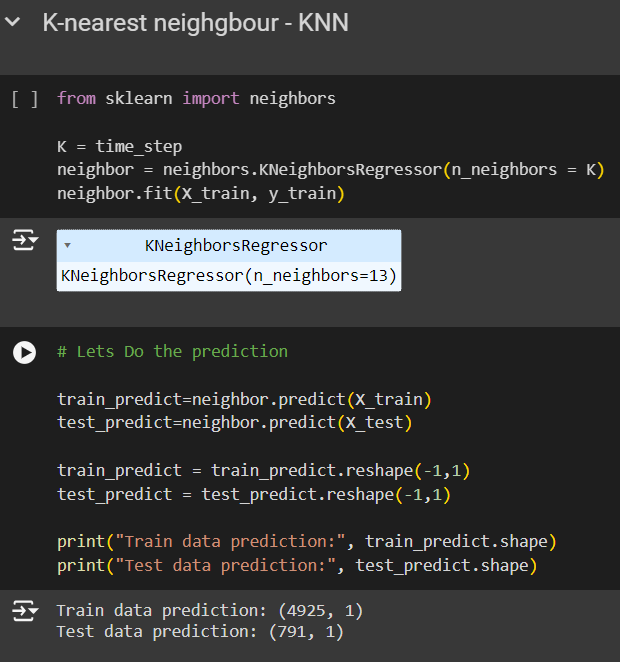 K-nearest neighgbour - KNN
[ ] from sklearn import neighbors
K = time_step
neighbor = neighbors.KNeighborsRegressor(n_neighbors = K)
neighbor.fit(X_train, y_train)
KNeighborsRegressor
KNeighborsRegressor(n_neighbors=13)
# Lets Do the prediction
train_predict=neighbor.predict(X_train)
test_predict=neighbor.predict(X_test)
train_predict = train_predict.reshape(-1,1)
test_predict = test_predict.reshape(-1,1)
print("Train data prediction:", train_predict.shape)
print("Test data prediction:", test_predict.shape)
Train data prediction: (4925, 1)
Test data prediction: (791, 1)